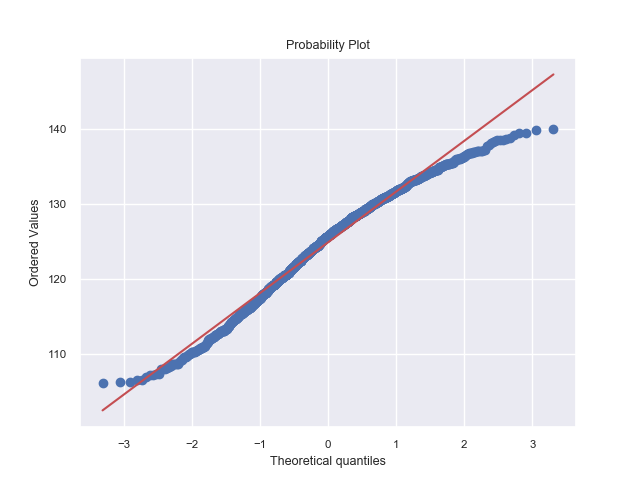 Probability Plot
140
130
120
110
Ordered Values
−3 −2 −1 0 1 2 3
Theoretical quantiles